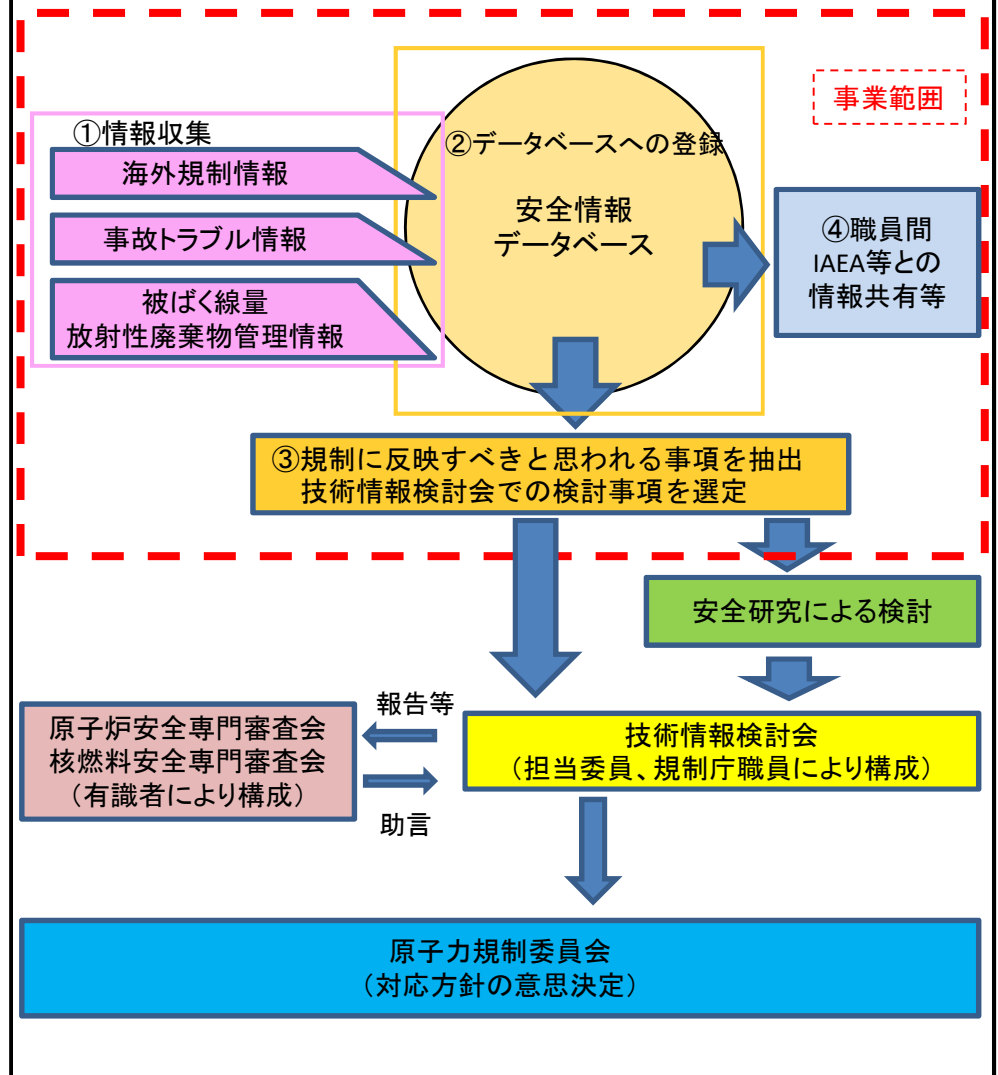 事業範囲
①情報収集
海外規制情報
事故トラブル情報
被ばく線量
放射性廃棄物管理情報
②データベースへの登録
安全情報
データベース
④職員間
IAEA等との
情報共有等
③規制に反映すべきと思われる事項を抽出
技術情報検討会での検討事項を選定
安全研究による検討
報告等
原子炉安全専門審査会
核燃料安全専門審査会
（有識者により構成）
助言
技術情報検討会
（担当委員、規制庁職員により構成）
原子力規制委員会
（対応方針の意思決定）